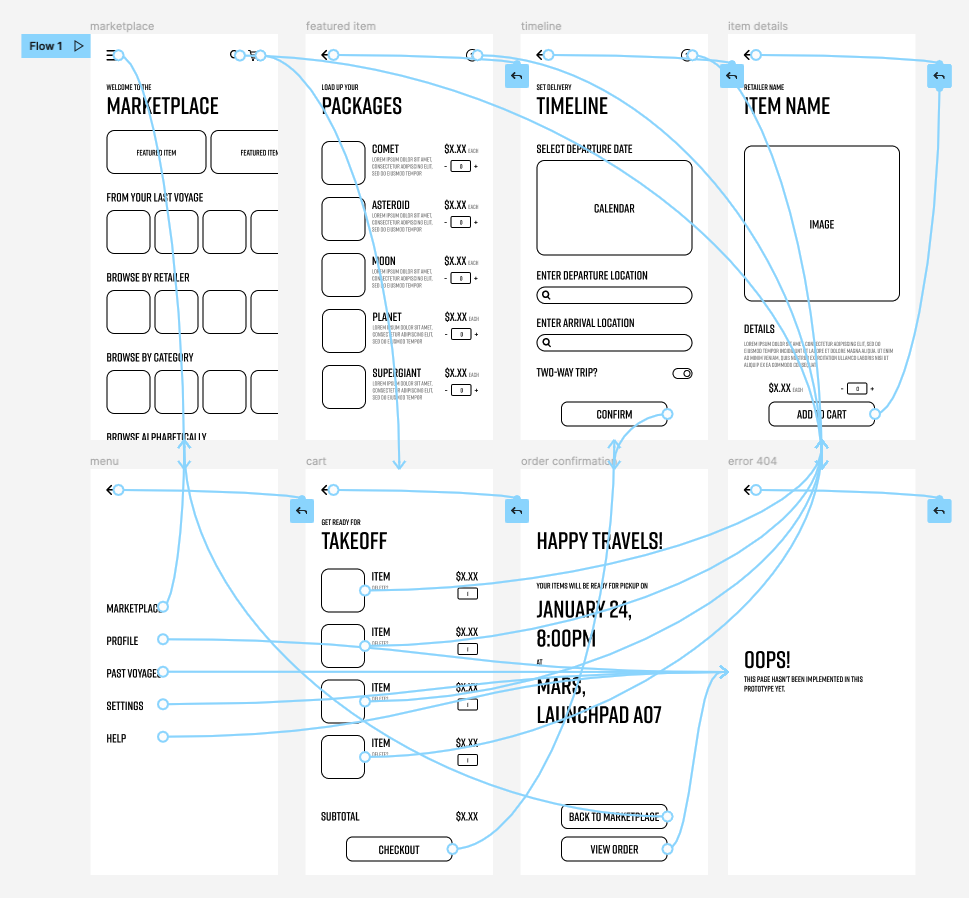 marketplace
featured item
timeline
item details
Flow 1
WELCOME TO THE
MARKETPLACE
FEATURED ITEM
FEATURED ITEM
FROM YOUR LAST VOYAGE
BROWSE BY RETAILER
BROWSE BY CATEGORY
BROWSE ALPHABETICALLY
LOAD UP YOUR
PACKAGES
COMET
$X.XX EACH
LOREM IPSUM DOLOR SIT AMET,
CONSECTETUR ADIPISCING ELIT,
SED DO EIUSMOD TEMPOR
- 0 +
ASTEROID
$X.XX EACH
LOREM IPSUM DOLOR SIT AMET,
CONSECTETUR ADIPISCING ELIT,
SED DO EIUSMOD TEMPOR
- 0 +
MOON
$X.XX EACH
LOREM IPSUM DOLOR SIT AMET,
CONSECTETUR ADIPISCING ELIT,
SED DO EIUSMOD TEMPOR
- 0 +
PLANET
$X.XX EACH
LOREM IPSUM DOLOR SIT AMET,
CONSECTETUR ADIPISCING ELIT,
SED DO EIUSMOD TEMPOR
- 0 +
SUPERGIANT
$X.XX EACH
LOREM IPSUM DOLOR SIT AMET,
CONSECTETUR ADIPISCING ELIT,
SED DO EIUSMOD TEMPOR
- 0 +
SET DELIVERY
TIMELINE
SELECT DEPARTURE DATE
CALENDAR
ENTER DEPARTURE LOCATION
ENTER ARRIVAL LOCATION
TWO-WAY TRIP?
CONFIRM
RETAILER NAME
ITEM NAME
IMAGE
DETAILS
LOREM IPSUM DOLOR SIT AMET, CONSECTETUR ADIPISCING ELIT, SED DO
EIUSMOD TEMPOR INCIDIDUNT UT LABORE ET DOLORE MAGNA ALIQUA. UT ENIM
AD MINIM VENIAM, QUIS NOSTRUD EXERCITATION ULLAMCO LABORIS NISI UT
ALIQUIP EX EA COMMODO CONSEQUAT.
$X.XX EACH
- 0 +
ADD TO CART
menu
cart
order confirmation
error 404
MARKETPLACE
PROFILE
PAST VOYAGES
SETTINGS
HELP
GET READY FOR
TAKEOFF
ITEM
$X.XX
DELETE?
1
ITEM
$X.XX
DELETE?
1
ITEM
$X.XX
DELETE?
1
ITEM
$X.XX
DELETE?
1
SUBTOTAL
$X.XX
CHECKOUT
HAPPY TRAVELS!
YOUR ITEMS WILL BE READY FOR PICKUP ON
JANUARY 24,
8:00PM
AT
MARS,
LAUNCHPAD A07
BACK TO MARKETPLACE
VIEW ORDER
OOPS!
THIS PAGE HASN'T BEEN IMPLEMENTED IN THIS
PROTOTYPE YET.